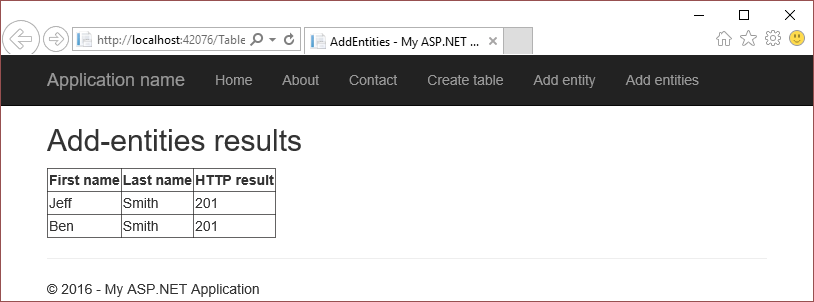 http://localhost:42076/Table
AddEntities - My ASP.NET ...
Application name Home About Contact Create table Add entity Add entities
Add-entities results
First name Last name HTTP result
Jeff Smith 201
Ben Smith 201
© 2016 - My ASP.NET Application